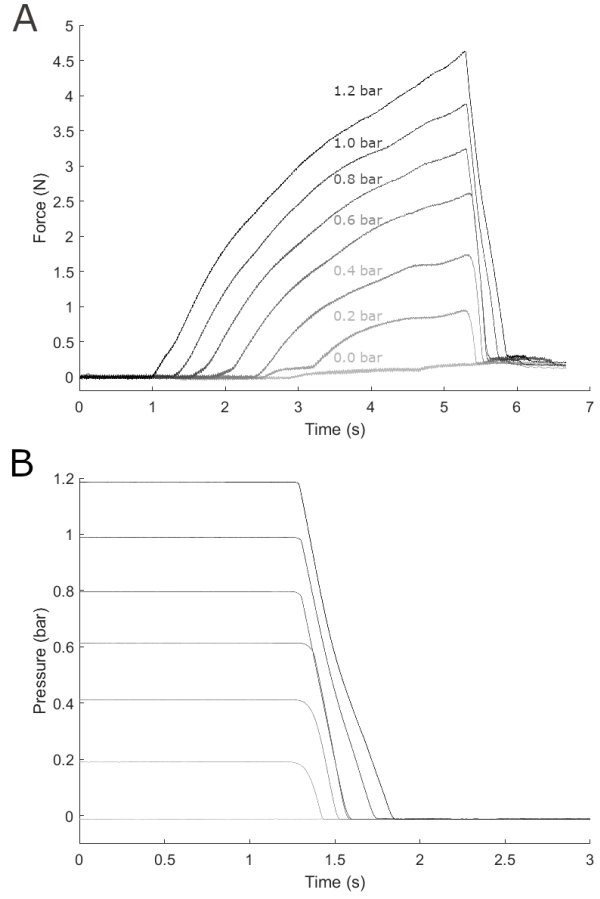 A
5
4.5
4
3.5
3
2.5
2
1.5
1
0.5
0
Force (N)
1.2 bar
1.0 bar
0.8 bar
0.6 bar
0.4 bar
0.2 bar
0.0 bar
0 1 2 3 4 5 6 7
Time (s)
B
1.2
1
0.8
0.6
0.4
0.2
0
Pressure (bar)
0 0.5 1 1.5 2 2.5 3
Time (s)